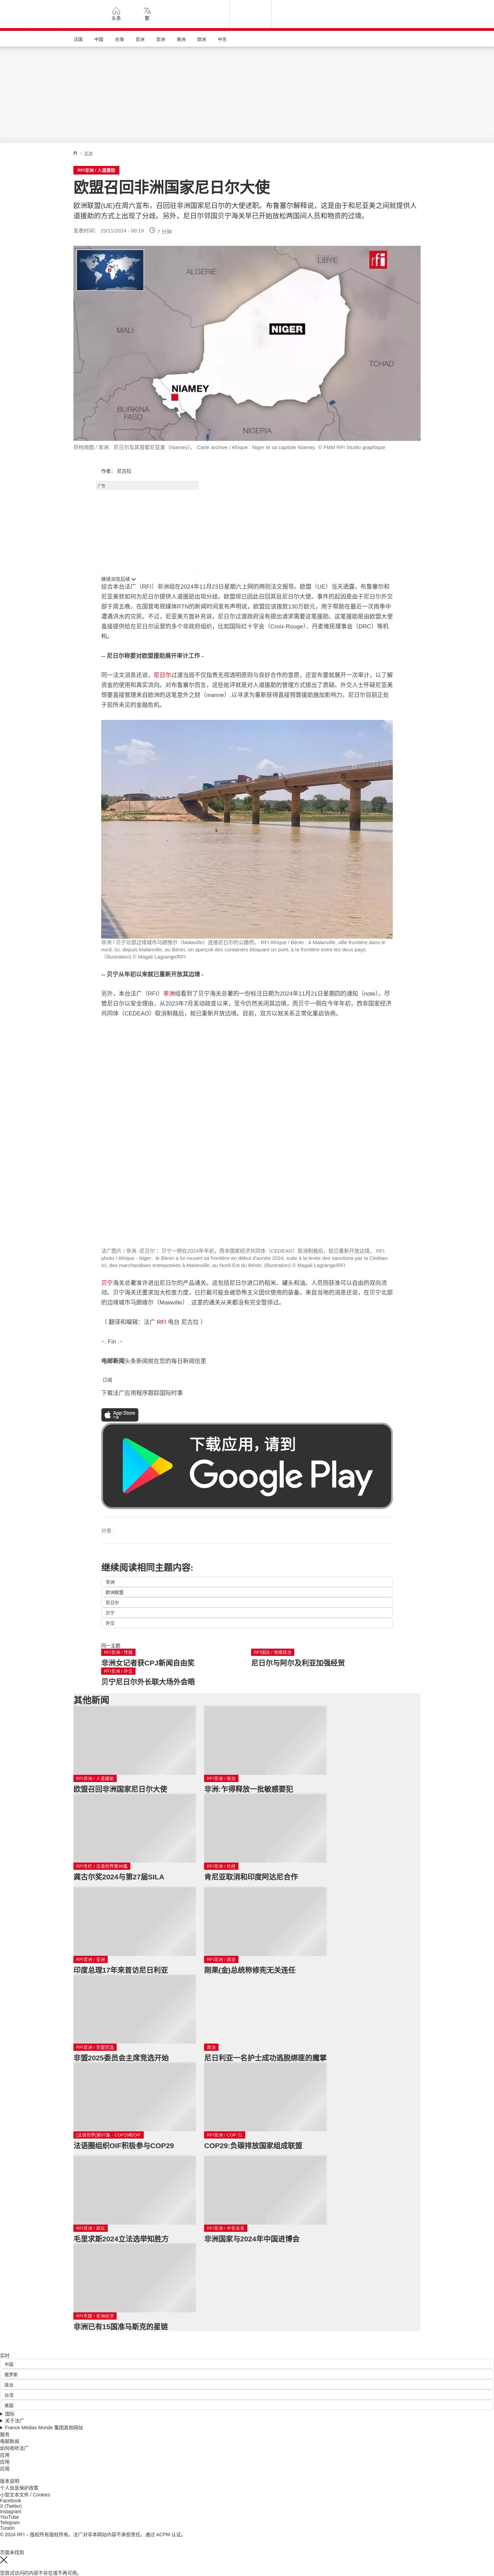 头条
繁
法国
中国
台海
亚洲
非洲
美洲
欧洲
中东
/ 非洲
RFI非洲 / 人道援助
欧盟召回非洲国家尼日尔大使
欧洲联盟(UE)在周六宣布，召回驻非洲国家尼日尔的大使述职。布鲁塞尔解释说，这是由于和尼亚美之间就提供人道援助的方式上出现了分歧。另外，尼日尔邻国贝宁海关早已开始放松两国间人员和物资的过境。
发表时间： 25/11/2024 - 00:19
7 分钟
ALGÉRIE
LIBYE
rfi
MALI
NIGER
TCHAD
NIAMEY
BURKINA FASO
NIGERIA
存档地图 / 非洲：尼日尔及其首都尼亚美（Niamey）。 Carte archive / Afrique : Niger et sa capitale Niamey. © FMM RFI Studio graphique
作者： 尼古拉
广告
继续浏览后续
综合本台法广（RFI）非洲组在2024年11月23日星期六上网的两则法文报导。欧盟（UE）当天透露，布鲁塞尔和尼亚美就如何为尼日尔提供人道援助出现分歧。欧盟现已因此召回其驻尼日尔大使。事件的起因是由于尼日尔外交部于周五晚，在国营电视媒体RTN的新闻时间发布声明说，欧盟应该援救130万欧元，用于帮助在最近一次雨季中遭遇洪水的灾民。不过，尼亚美方面补充说，尼日尔过渡政府没有提出请求需要这笔援助。这笔援助是由欧盟大使直接提供给在尼日尔运营的多个非政府组织，比如国际红十字会（Croix-Rouge）、丹麦难民理事会（DRC）等机构。
-- 尼日尔称要对欧盟援助展开审计工作 -
同一法文消息还说，尼日尔过渡当局不仅指责无视透明原则与良好合作的意愿，还宣布要就展开一次审计，以了解资金的使用和真实流向。对布鲁塞尔而言，这些指责就是对人道援助的管理方式提出了质疑。外交人士怀疑尼亚美想要直接管理来自欧洲的这笔意外之财（manne）,以寻求为重新获得直接预算援助施加影响力。尼日尔目前正处于前所未见的金融危机。
非洲 / 贝宁北部边境城市马朗维尔（Malaville）连接尼日尔的公路桥。 RFI Afrique / Bénin : à Malanville, ville frontière dans le nord. Ici, depuis Malanville, au Bénin, on aperçoit des containers bloquant un pont, à la frontière entre les deux pays. （Illustration) © Magali Lagrange/RFI
-- 贝宁从年初以来就已重新开放其边境 -
另外，本台法广（RFI）非洲组看到了贝宁海关总署的一份标注日期为2024年11月21日星期四的通知（note)。尽管尼日尔以安全理由，从2023年7月发动政变以来，至今仍然关闭其边境，而贝宁一侧在今年年初，西非国家经济共同体（CEDEAO）取消制裁后，就已重新开放边境。目前，双方以就关系正常化重启协商。
法广图片 / 非洲 -尼日尔 ： 贝宁一侧在2024年年初，西非国家经济共同体（CEDEAO）取消制裁后，就已重新开放边境。 RFI photo / Afrique - Niger : le Bénin a lui rouvert sa frontière en début d'année 2024, suite à la levée des sanctions par la Cédéao. ici, des marchandises entreposées à Malanville, au Nord-Est du Bénin. (illustration) © Magali Lagrange/RFI
贝宁海关总署准许进出尼日尔的产品通关。这包括尼日尔进口的稻米、罐头和油。人员则获准可以自由的双向流动。贝宁海关还要求加大检查力度，已拦截可能会被恐怖主义团伙使用的装备，来自当地的消息还说，在贝宁北部的边境城市马朗维尔（Malaville）, 这里的通关从来都没有完全暂停过。
（ 翻译和编辑： 法广 RFI 电台 尼古拉 ）
~. Fin .~
电邮新闻头条新闻就在您的每日新闻信里
订阅
下载法广应用程序跟踪国际时事
App Store
下载应用，请到
Google Play
分享 :
继续阅读相同主题内容:
非洲
欧洲联盟
尼日尔
贝宁
外交
同一主题
RFI非洲 / 传媒
非洲女记者获CPJ新闻自由奖
RFI国际 / 地缘政治
尼日尔与阿尔及利亚加强经贸
RFI非洲 / 外交
贝宁尼日尔外长联大场外会晤
其他新闻
RFI非洲 / 人道援助
欧盟召回非洲国家尼日尔大使
RFI非洲 / 政治
非洲:乍得释放一批敏感要犯
RFI专栏 / 法语世界第96集
龚古尔奖2024与第27届SILA
RFI非洲 / 社经
肯尼亚取消和印度阿达尼合作
RFI非洲 / 亚洲
印度总理17年来首访尼日利亚
RFI非洲 / 政治
刚果(金)总统称修宪无关连任
RFI非洲 / 非盟竞选
非盟2025委员会主席竞选开始
政治
尼日利亚一名护士成功逃脱绑匪的魔掌
[法语世界]第97集 - COP29和OIF
法语圈组织OIF积极参与COP29
RFI非洲 / COP 21
COP29:负碳排放国家组成联盟
RFI非洲 / 政坛
毛里求斯2024立法选举知胜方
RFI非洲 / 中非关系
非洲国家与2024年中国进博会
RFI专题 / 非洲经济
非洲已有15国准马斯克的星链
实时
中国
俄罗斯
政治
台湾
美国
国际
关于法广
France Médias Monde 集团其他网站
服务
电邮新闻
如何收听法广
应用
应用
应用
版本说明
个人信息保护政策
小型文本文件 / Cookies
Facebook
X (Twitter)
Instagram
YouTube
Telegram
TuneIn
© 2024 RFI – 版权所有版权所有。法广对非本网站内容不承担责任。通过 ACPM 认证。
页面未找到
您尝试访问的内容不存在或不再可用。